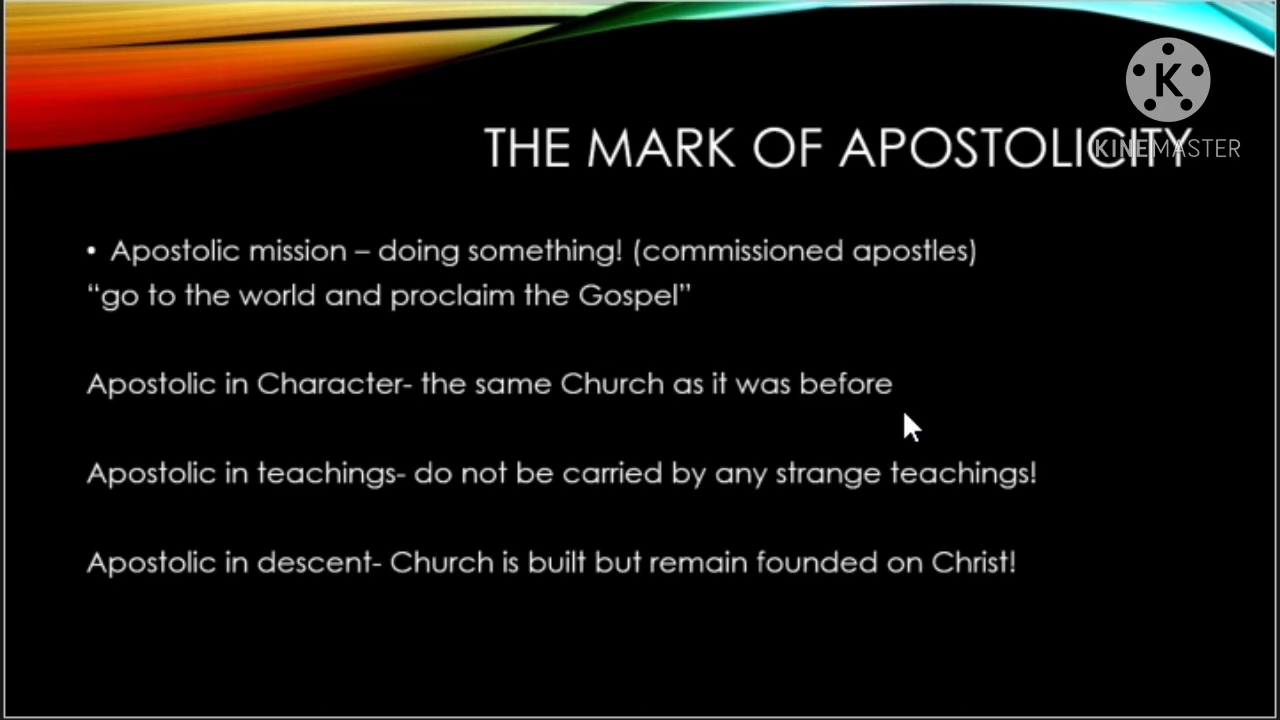 K
KINEMASTER
THE MARK OF APOSTOLICITY
• Apostolic mission – doing something! (commissioned apostles)
“go to the world and proclaim the Gospel”
Apostolic in Character- the same Church as it was before
Apostolic in teachings- do not be carried by any strange teachings!
Apostolic in descent- Church is built but remain founded on Christ!